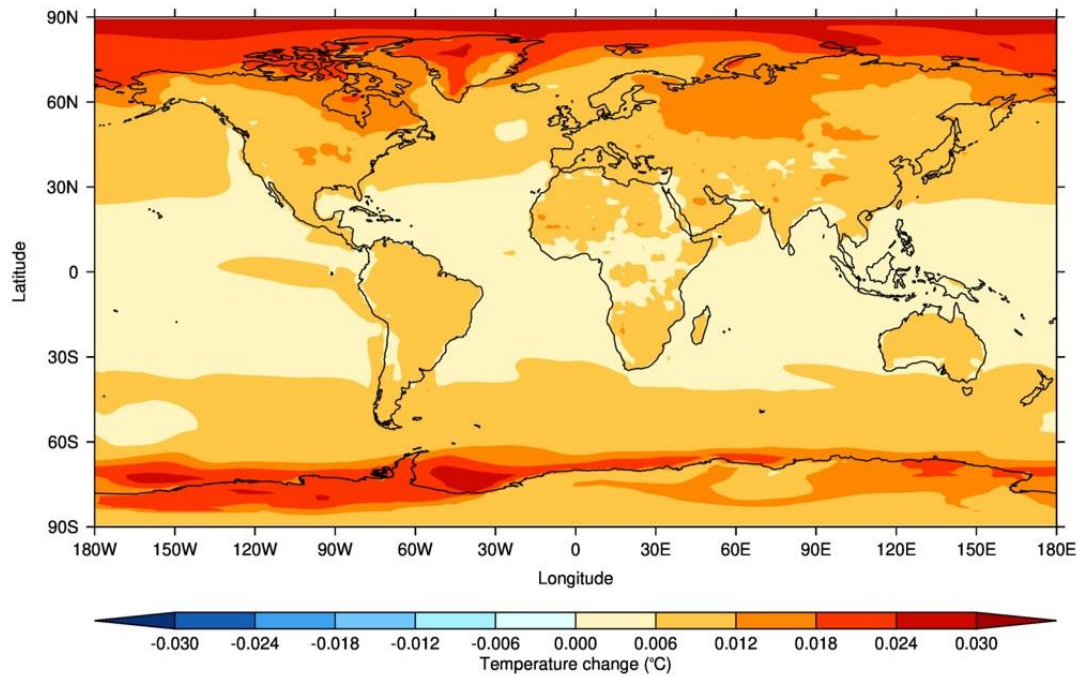 90N
60N
30N
0
30S
60S
90S
Latitude
180W 150W 120W 90W 60W 30W 0 30E 60E 90E 120E 150E 180E
Longitude
-0.030 -0.024 -0.018 -0.012 -0.006 0.000 0.006 0.012 0.018 0.024 0.030
Temperature change (°C)